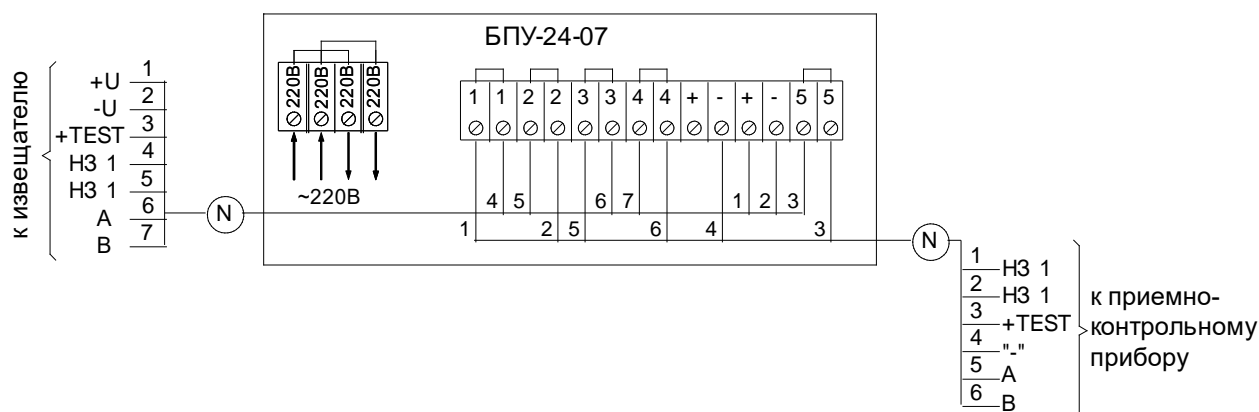 БПУ-24-07
220В 220В 220В 220В
~220В
1 1 2 2 3 3 4 4 + - + - 5 5
4 5 6 7 1 2 3
1 2 5 6 4 3
к извещателю
+U 1
-U 2
+TEST 3
НЗ 1 4
НЗ 1 5
A 6
B 7
N
N
1 НЗ 1
2 НЗ 1
3 +TEST
4 "-"
5 A
6 B
к приемно-
контрольному
прибору